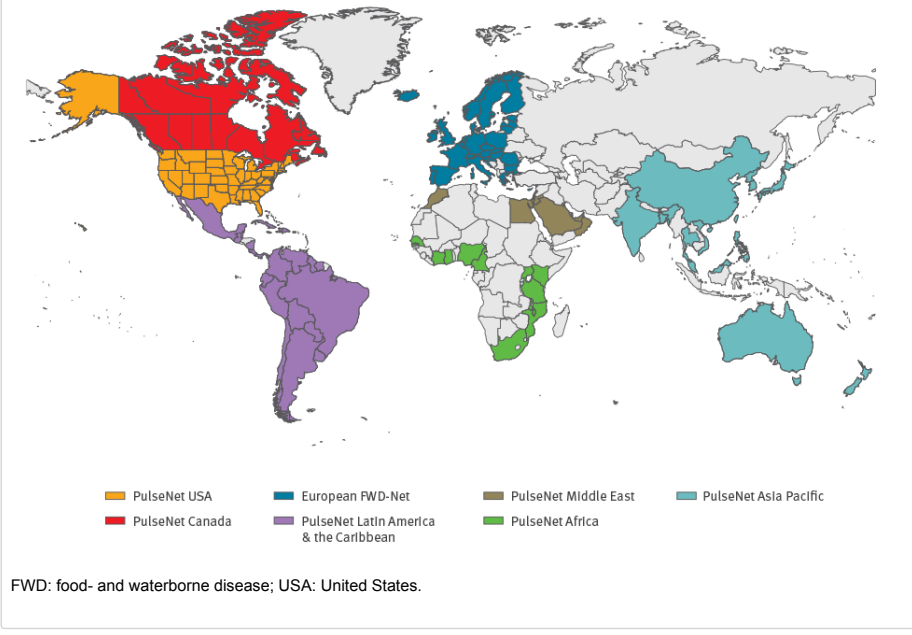 PulseNet USA
European FWD-Net
PulseNet Middle East
PulseNet Asia Pacific
PulseNet Canada
PulseNet Latin America
& the Caribbean
PulseNet Africa
FWD: food- and waterborne disease; USA: United States.